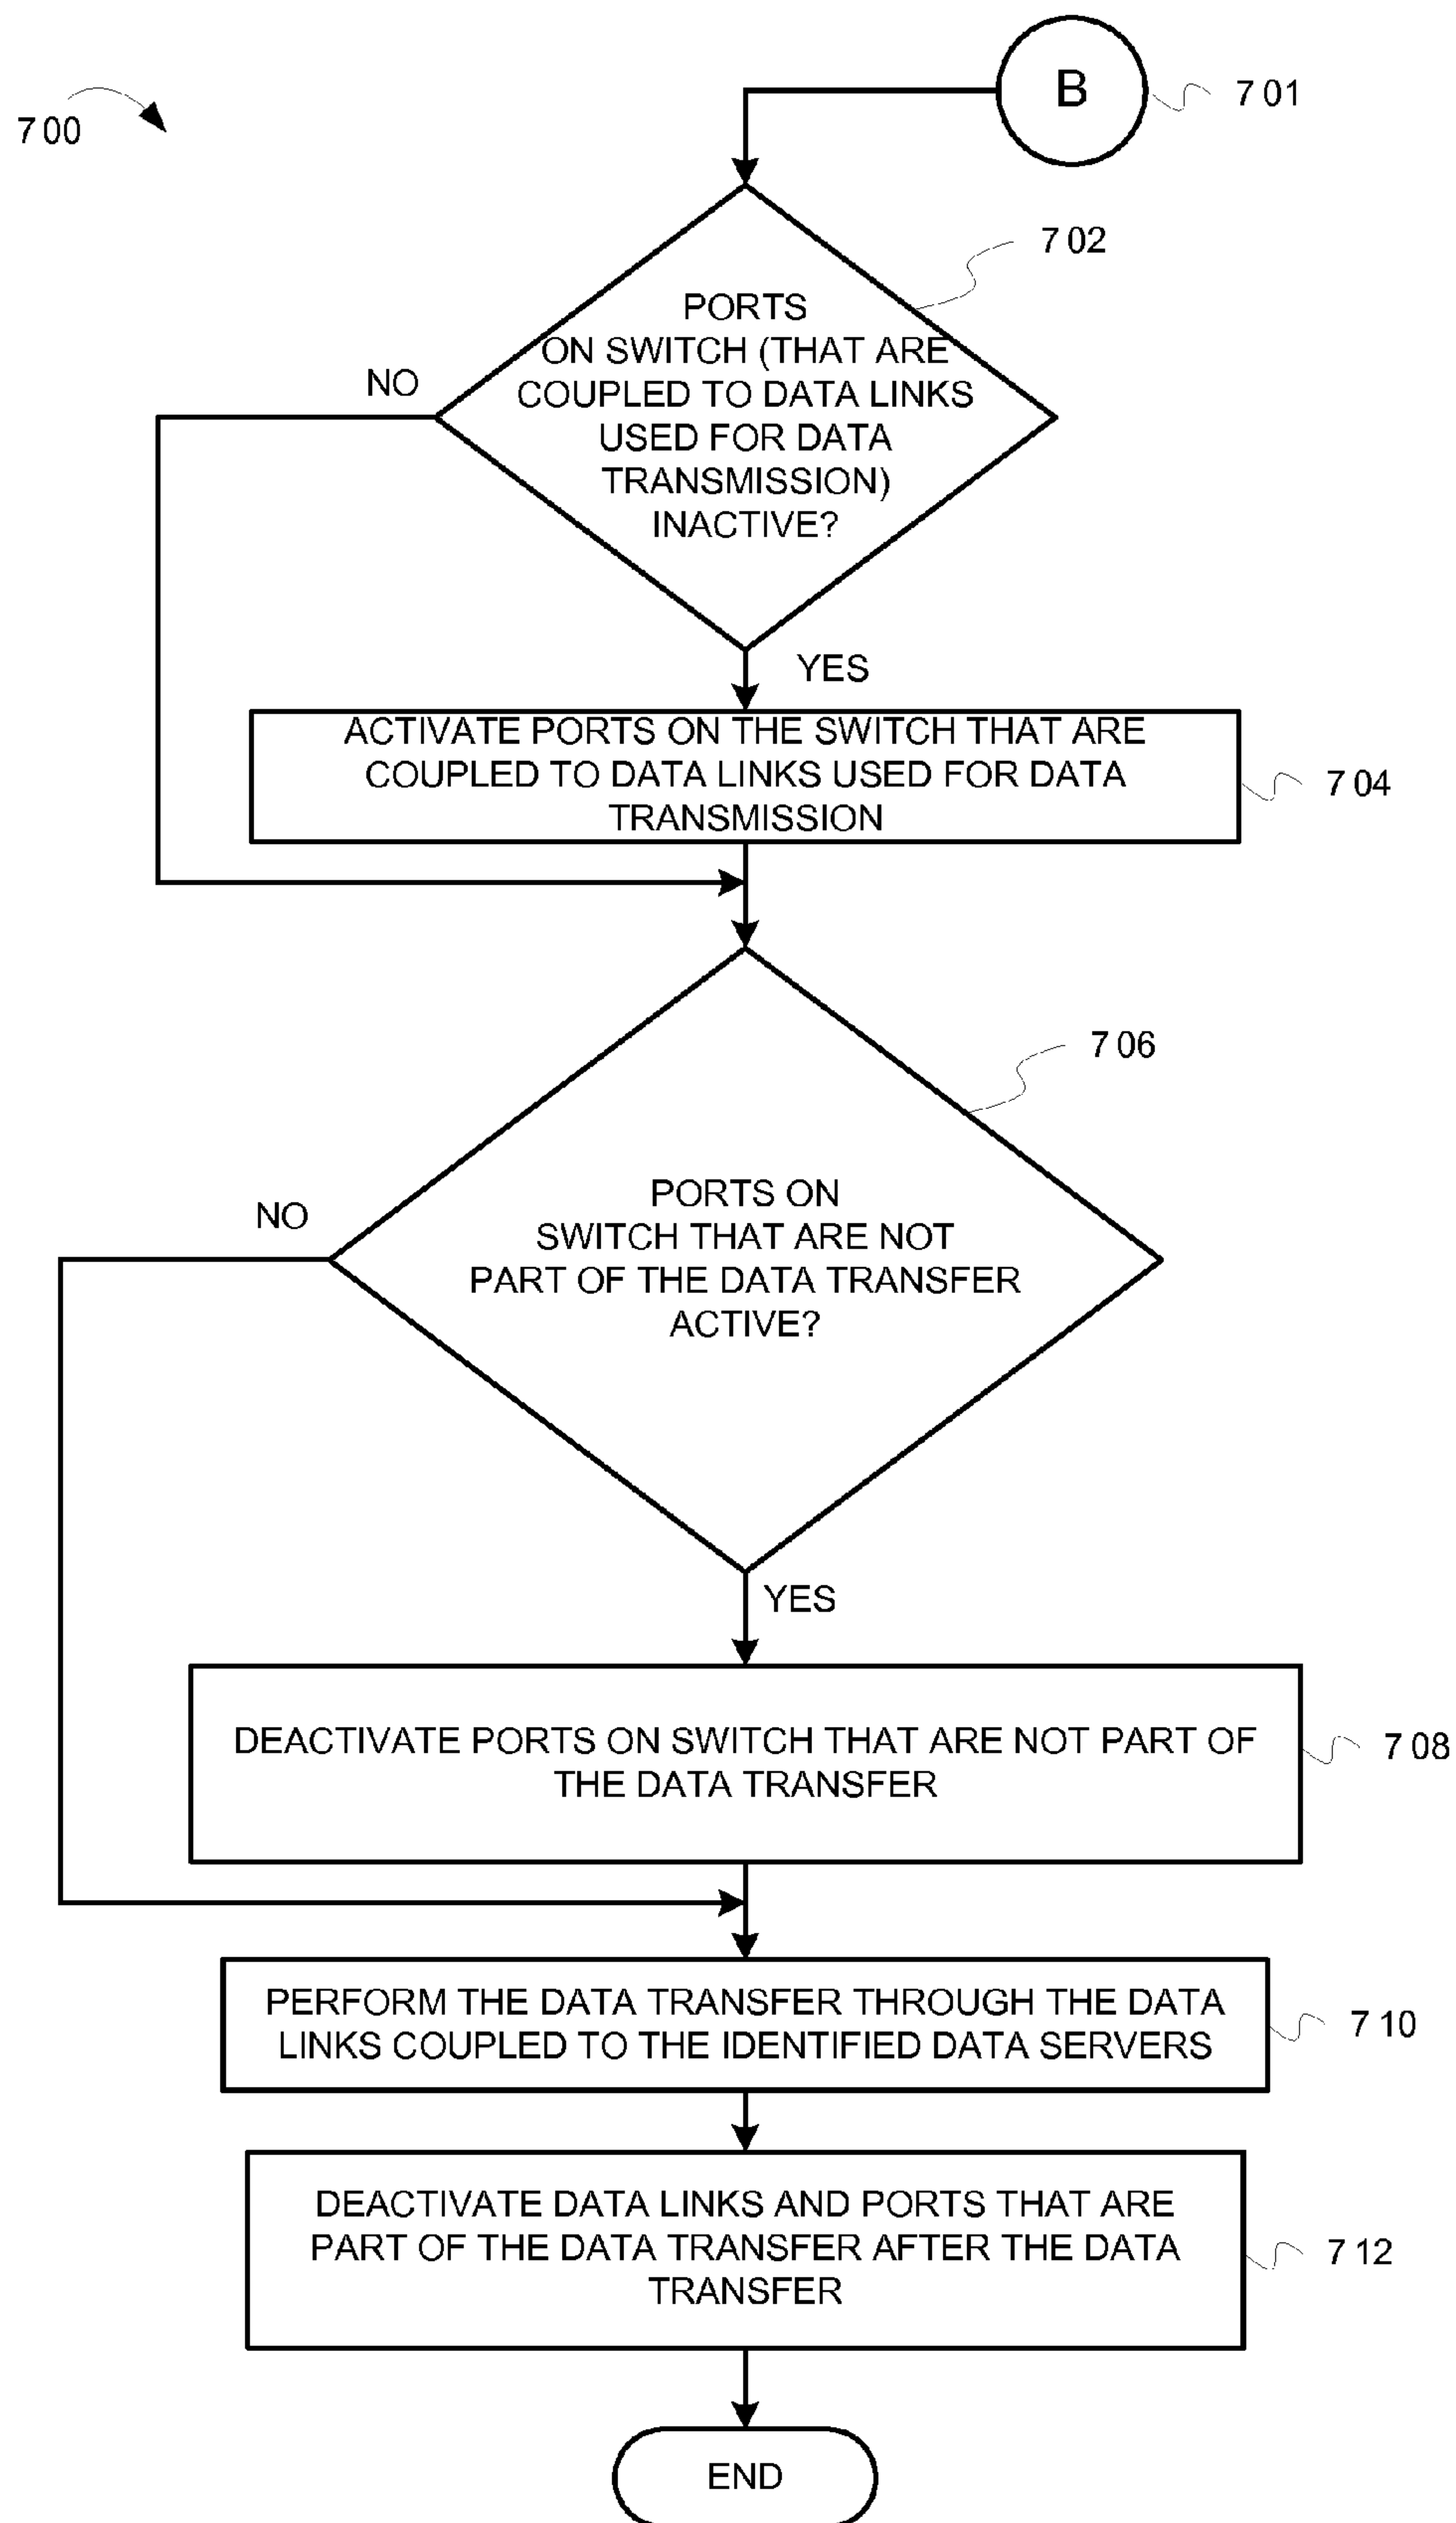 B
701
700
702
PORTS
ON SWITCH (THAT ARE
COUPLED TO DATA LINKS
USED FOR DATA
TRANSMISSION)
INACTIVE?
NO
YES
ACTIVATE PORTS ON THE SWITCH THAT ARE
COUPLED TO DATA LINKS USED FOR DATA
TRANSMISSION
704
706
PORTS ON
SWITCH THAT ARE NOT
PART OF THE DATA TRANSFER
ACTIVE?
NO
YES
DEACTIVATE PORTS ON SWITCH THAT ARE NOT PART OF
THE DATA TRANSFER
708
PERFORM THE DATA TRANSFER THROUGH THE DATA
LINKS COUPLED TO THE IDENTIFIED DATA SERVERS
710
DEACTIVATE DATA LINKS AND PORTS THAT ARE
PART OF THE DATA TRANSFER AFTER THE DATA
TRANSFER
712
END